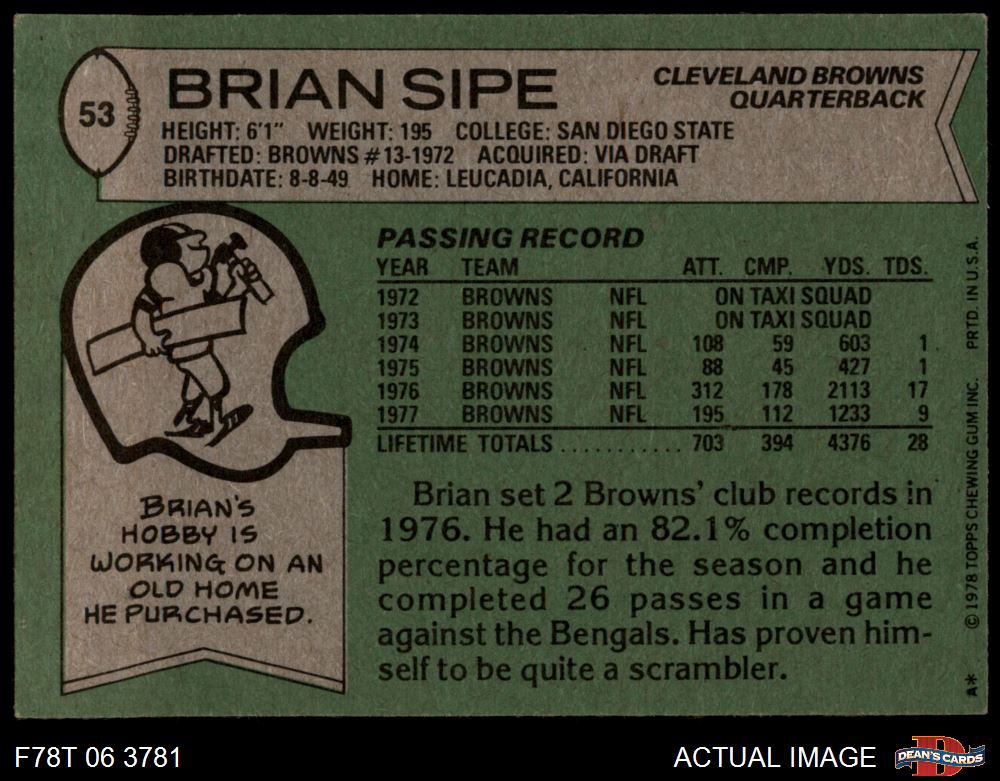 53
BRIAN SIPE
CLEVELAND BROWNS
QUARTERBACK
HEIGHT: 6'1" WEIGHT: 195 COLLEGE: SAN DIEGO STATE
DRAFTED: BROWNS #13-1972 ACQUIRED: VIA DRAFT
BIRTHDATE: 8-8-49 HOME: LEUCADIA, CALIFORNIA
PASSING RECORD
YEAR TEAM ATT. CMP. YDS. TDS.
1972 BROWNS NFL ON TAXI SQUAD
1973 BROWNS NFL ON TAXI SQUAD
1974 BROWNS NFL 108 59 603 1
1975 BROWNS NFL 88 45 427 1
1976 BROWNS NFL 312 178 2113 17
1977 BROWNS NFL 195 112 1233 9
LIFETIME TOTALS ........... 703 394 4376 28
BRIAN'S
HOBBY IS
WORKING ON AN
OLD HOME
HE PURCHASED.
Brian set 2 Browns' club records in
1976. He had an 82.1% completion
percentage for the season and he
completed 26 passes in a game
against the Bengals. Has proven him-
self to be quite a scrambler.
A* © 1978 TOPPS CHEWING GUM INC. PRTD. IN U.S.A.
F78T 06 3781
ACTUAL IMAGE
D
DEAN'S CARDS